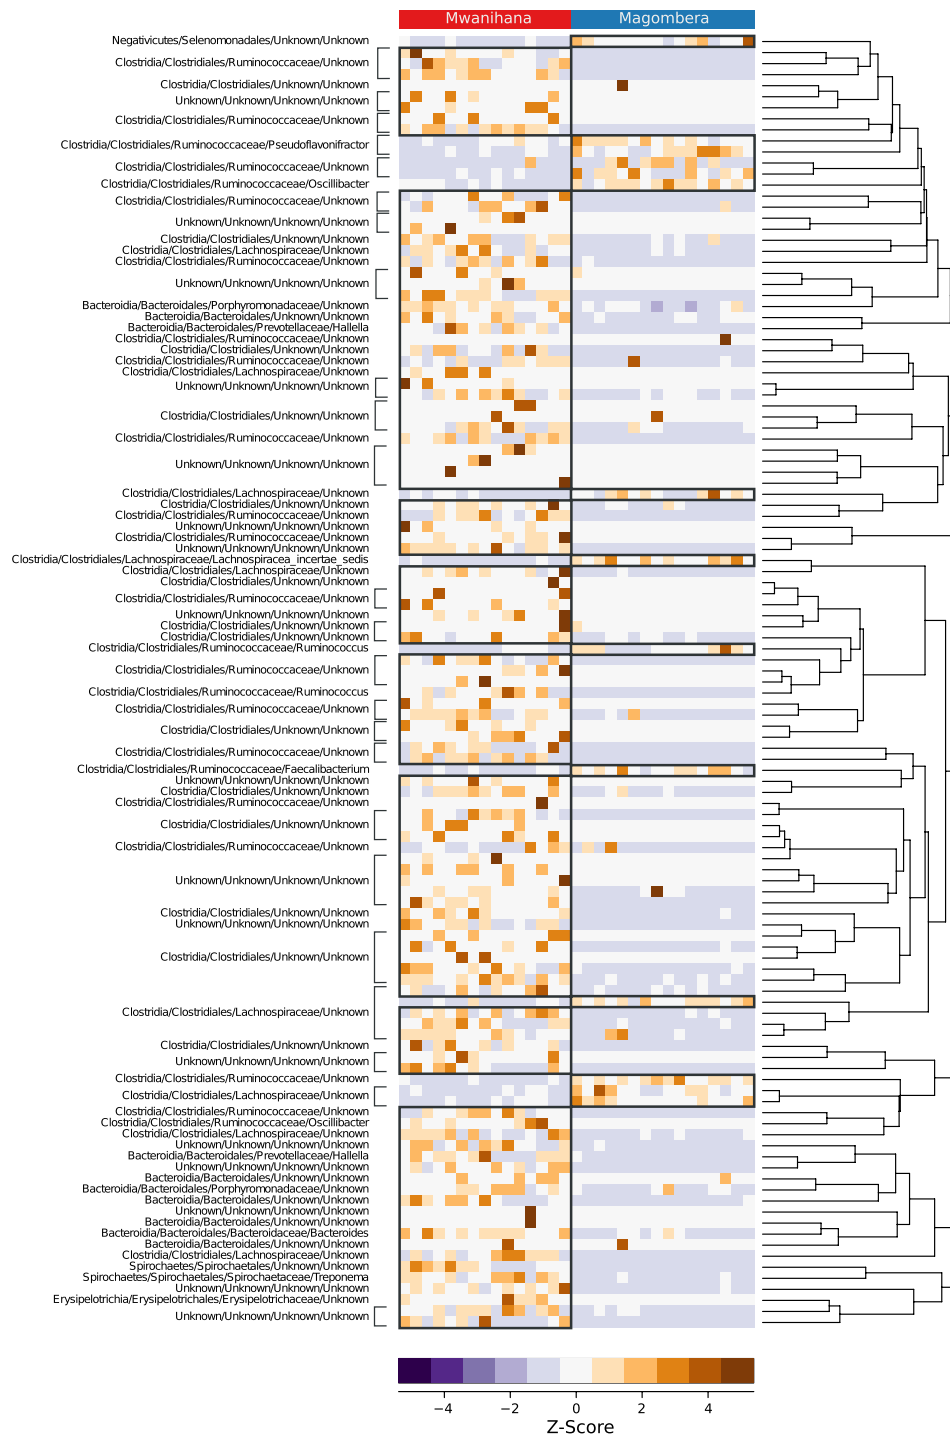 Mwanihana Magombera
Negativicutes/Selenomonadales/Unknown/Unknown
Clostridia/Clostridiales/Ruminococcaceae/Unknown
Clostridia/Clostridiales/Unknown/Unknown
Unknown/Unknown/Unknown/Unknown
Clostridia/Clostridiales/Ruminococcaceae/Unknown
Clostridia/Clostridiales/Ruminococcaceae/Pseudoflavonifractor
Clostridia/Clostridiales/Ruminococcaceae/Unknown
Clostridia/Clostridiales/Ruminococcaceae/Oscillibacter
Clostridia/Clostridiales/Ruminococcaceae/Unknown
Unknown/Unknown/Unknown/Unknown
Clostridia/Clostridiales/Unknown/Unknown
Clostridia/Clostridiales/Lachnospiraceae/Unknown
Clostridia/Clostridiales/Ruminococcaceae/Unknown
Unknown/Unknown/Unknown/Unknown
Bacteroidia/Bacteroidales/Porphyromonadaceae/Unknown
Bacteroidia/Bacteroidales/Unknown/Unknown
Bacteroidia/Bacteroidales/Prevotellaceae/Hallella
Clostridia/Clostridiales/Ruminococcaceae/Unknown
Clostridia/Clostridiales/Unknown/Unknown
Clostridia/Clostridiales/Ruminococcaceae/Unknown
Clostridia/Clostridiales/Lachnospiraceae/Unknown
Unknown/Unknown/Unknown/Unknown
Clostridia/Clostridiales/Unknown/Unknown
Clostridia/Clostridiales/Ruminococcaceae/Unknown
Unknown/Unknown/Unknown/Unknown
Clostridia/Clostridiales/Lachnospiraceae/Unknown
Clostridia/Clostridiales/Unknown/Unknown
Clostridia/Clostridiales/Ruminococcaceae/Unknown
Unknown/Unknown/Unknown/Unknown
Clostridia/Clostridiales/Ruminococcaceae/Unknown
Unknown/Unknown/Unknown/Unknown
Clostridia/Clostridiales/Lachnospiraceae/Lachnospiracea_incertae_sedis
Clostridia/Clostridiales/Lachnospiraceae/Unknown
Clostridia/Clostridiales/Unknown/Unknown
Clostridia/Clostridiales/Ruminococcaceae/Unknown
Unknown/Unknown/Unknown/Unknown
Clostridia/Clostridiales/Unknown/Unknown
Clostridia/Clostridiales/Ruminococcaceae/Unknown
Clostridia/Clostridiales/Ruminococcaceae/Ruminococcus
Clostridia/Clostridiales/Ruminococcaceae/Unknown
Clostridia/Clostridiales/Ruminococcaceae/Ruminococcus
Clostridia/Clostridiales/Ruminococcaceae/Unknown
Clostridia/Clostridiales/Unknown/Unknown
Clostridia/Clostridiales/Ruminococcaceae/Unknown
Clostridia/Clostridiales/Ruminococcaceae/Faecalibacterium
Unknown/Unknown/Unknown/Unknown
Clostridia/Clostridiales/Unknown/Unknown
Clostridia/Clostridiales/Ruminococcaceae/Unknown
Clostridia/Clostridiales/Unknown/Unknown
Clostridia/Clostridiales/Ruminococcaceae/Unknown
Unknown/Unknown/Unknown/Unknown
Clostridia/Clostridiales/Unknown/Unknown
Unknown/Unknown/Unknown/Unknown
Clostridia/Clostridiales/Unknown/Unknown
Clostridia/Clostridiales/Lachnospiraceae/Unknown
Clostridia/Clostridiales/Unknown/Unknown
Unknown/Unknown/Unknown/Unknown
Clostridia/Clostridiales/Ruminococcaceae/Unknown
Clostridia/Clostridiales/Lachnospiraceae/Unknown
Clostridia/Clostridiales/Ruminococcaceae/Unknown
Clostridia/Clostridiales/Ruminococcaceae/Oscillibacter
Clostridia/Clostridiales/Lachnospiraceae/Unknown
Unknown/Unknown/Unknown/Unknown
Bacteroidia/Bacteroidales/Prevotellaceae/Hallella
Unknown/Unknown/Unknown/Unknown
Bacteroidia/Bacteroidales/Unknown/Unknown
Bacteroidia/Bacteroidales/Porphyromonadaceae/Unknown
Bacteroidia/Bacteroidales/Unknown/Unknown
Unknown/Unknown/Unknown/Unknown
Bacteroidia/Bacteroidales/Unknown/Unknown
Bacteroidia/Bacteroidales/Bacteroidaceae/Bacteroides
Bacteroidia/Bacteroidales/Unknown/Unknown
Clostridia/Clostridiales/Lachnospiraceae/Unknown
Spirochaetes/Spirochaetales/Unknown/Unknown
Spirochaetes/Spirochaetales/Spirochaetaceae/Treponema
Unknown/Unknown/Unknown/Unknown
Erysipelotrichia/Erysipelotrichales/Erysipelotrichaceae/Unknown
Unknown/Unknown/Unknown/Unknown
−4 −2 0 2 4
Z-Score